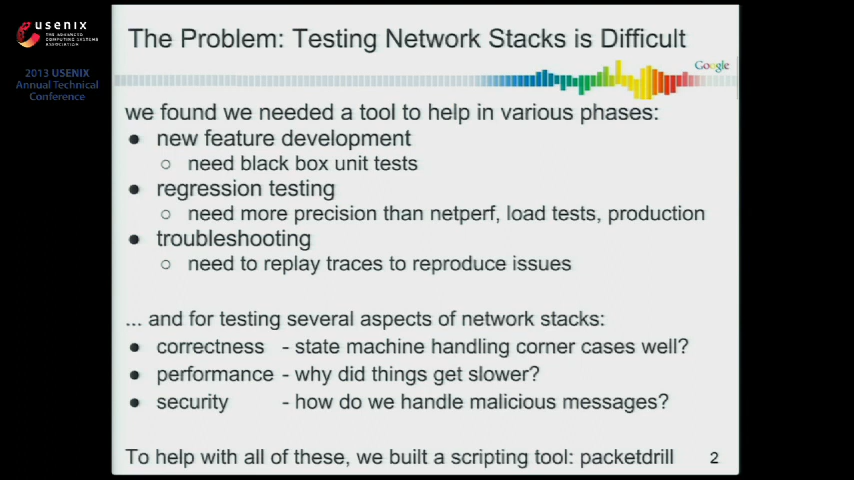 USENIX
THE ADVANCED
COMPUTING SYSTEMS
ASSOCIATION
2013 USENIX
Annual Technical
Conference
The Problem: Testing Network Stacks is Difficult
Google
we found we needed a tool to help in various phases:
● new feature development
○ need black box unit tests
● regression testing
○ need more precision than netperf, load tests, production
● troubleshooting
○ need to replay traces to reproduce issues
... and for testing several aspects of network stacks:
● correctness - state machine handling corner cases well?
● performance - why did things get slower?
● security - how do we handle malicious messages?
To help with all of these, we built a scripting tool: packetdrill
2